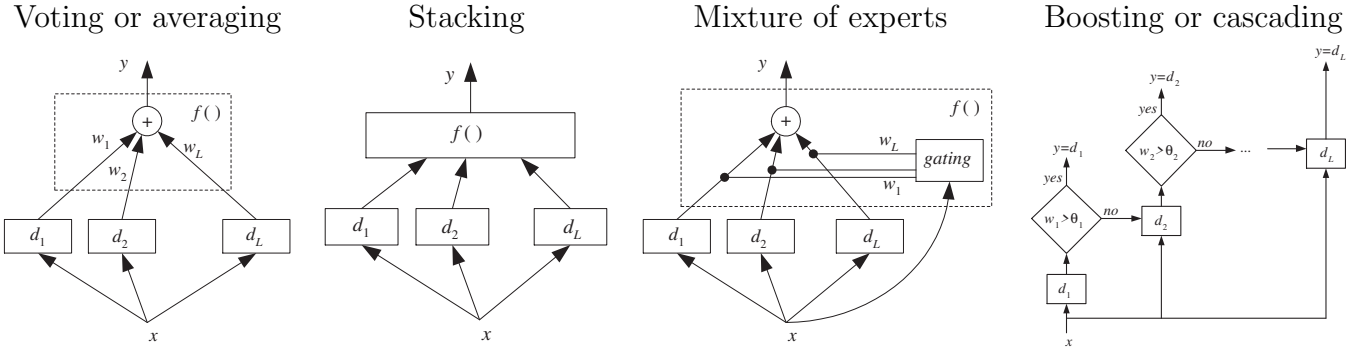 Voting or averaging
y
f ( )
+
w1
w2
wL
d1
d2
dL
x
Stacking
y
f ( )
d1
d2
dL
x
Mixture of experts
y
f ( )
+
wL
gating
w1
d1
d2
dL
x
Boosting or cascading
y=dL
y=d2
yes
w2>θ2
no
...
dL
y=d1
yes
w1>θ1
no
d2
d1
x